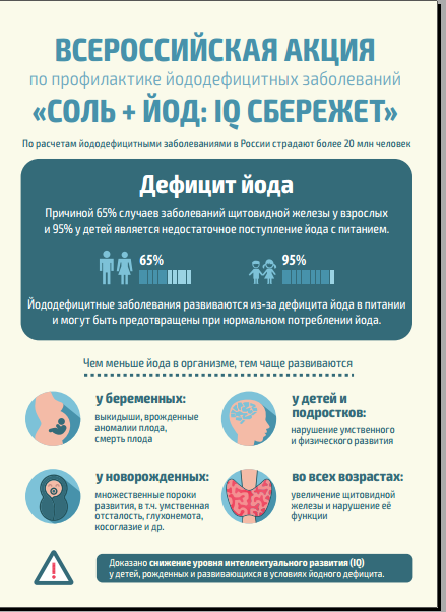 ВСЕРОССИЙСКАЯ АКЦИЯ
по профилактике йододефицитных заболеваний
«СОЛЬ + ЙОД: IQ СБЕРЕЖЕТ»
По расчетам йододефицитными заболеваниями в России страдают более 20 млн человек
Дефицит йода
Причиной 65% случаев заболеваний щитовидной железы у взрослых
и 95% у детей является недостаточное поступление йода с питанием.
65%
95%
Йододефицитные заболевания развиваются из-за дефицита йода в питании
и могут быть предотвращены при нормальном потреблении йода.
Чем меньше йода в организме, тем чаще развиваются
у беременных:
выкидыши, врожденные
аномалии плода,
смерть плода
у детей и
подростков:
нарушение умственного
и физического развития
у новорожденных:
множественные пороки
развития, в т.ч. умственная
отсталость, глухонемота,
косоглазие и др.
во всех возрастах:
увеличение щитовидной
железы и нарушение её
функции
Доказано снижение уровня интеллектуального развития (IQ)
у детей, рожденных и развивающихся в условиях йодного дефицита.